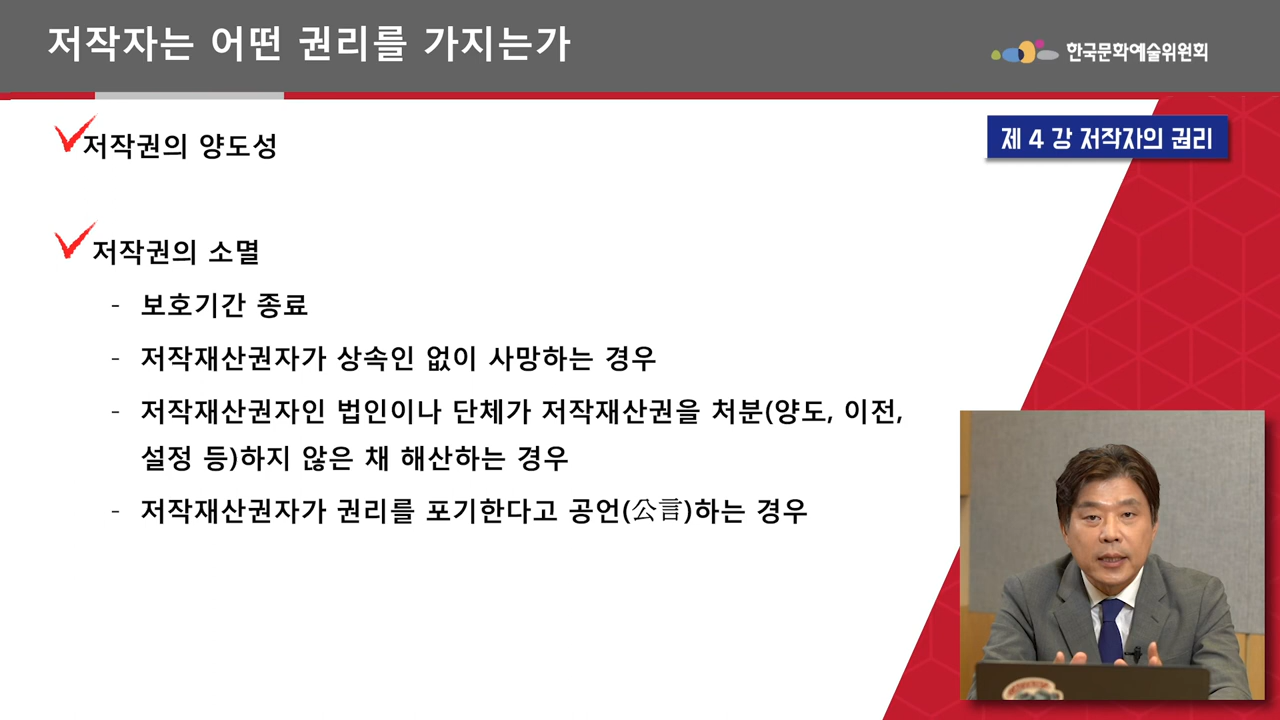 저작자는 어떤 권리를 가지는가
한국문화예술위원회
제 4 강 저작자의 권리
저작권의 양도성
저작권의 소멸
- 보호기간 종료
- 저작재산권자가 상속인 없이 사망하는 경우
- 저작재산권자인 법인이나 단체가 저작재산권을 처분(양도, 이전,
설정 등)하지 않은 채 해산하는 경우
- 저작재산권자가 권리를 포기한다고 공언(公言)하는 경우